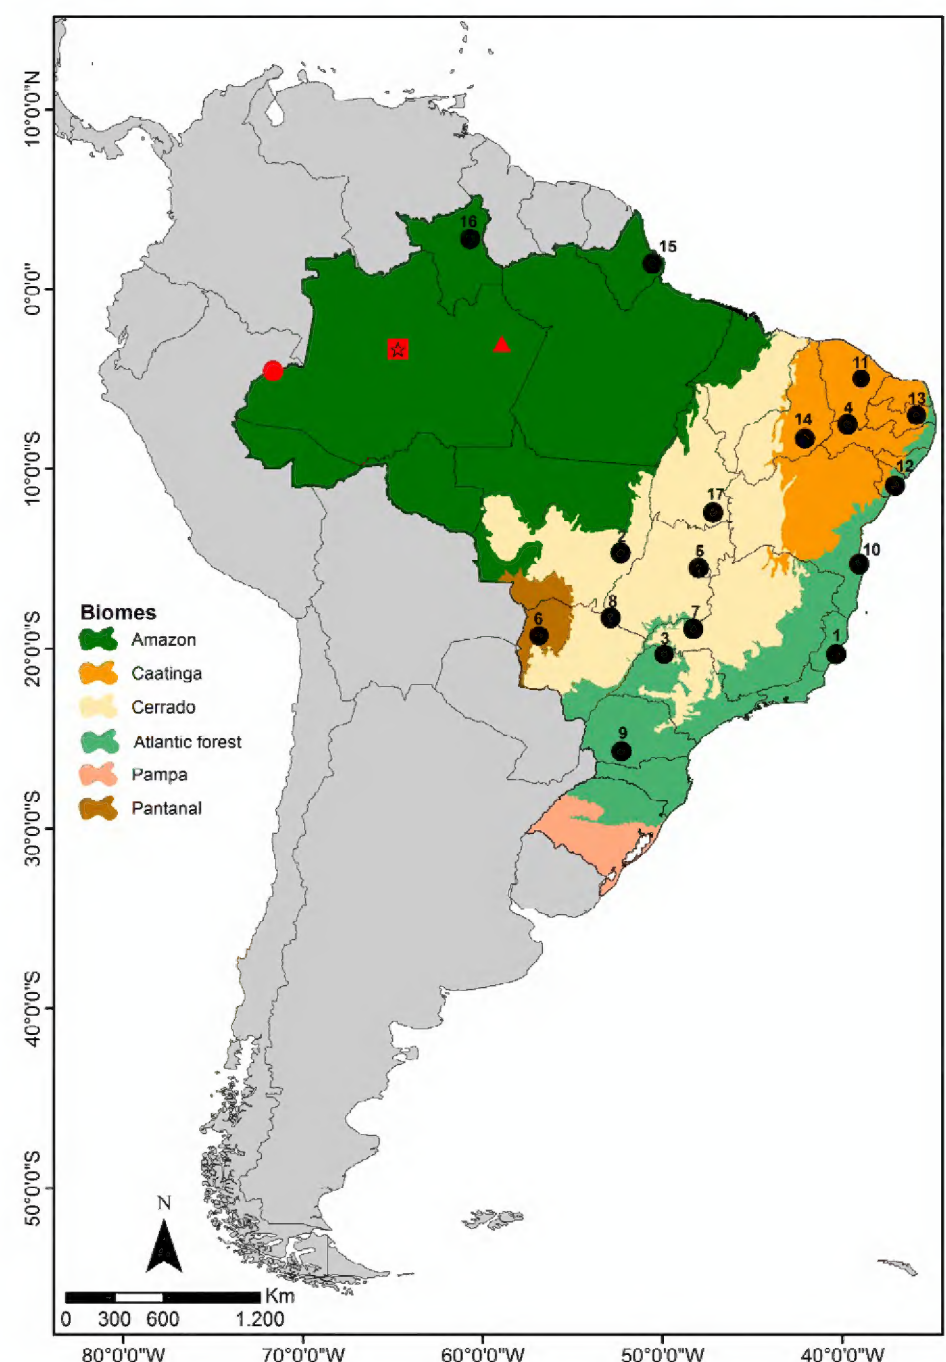 10°0'0"N
0°0'0"
10°0'0"S
20°0'0"S
30°0'0"S
40°0'0"S
50°0'0"S
16
15
11
13
4
14
12
17
2
5
10
8
7
6
3
1
9
Biomes
Amazon
Caatinga
Cerrado
Atlantic forest
Pampa
Pantanal
N
Km
0 300 600 1.200
80°0'0"W 70°0'0"W 60°0'0"W 50°0'0"W 40°0'0"W